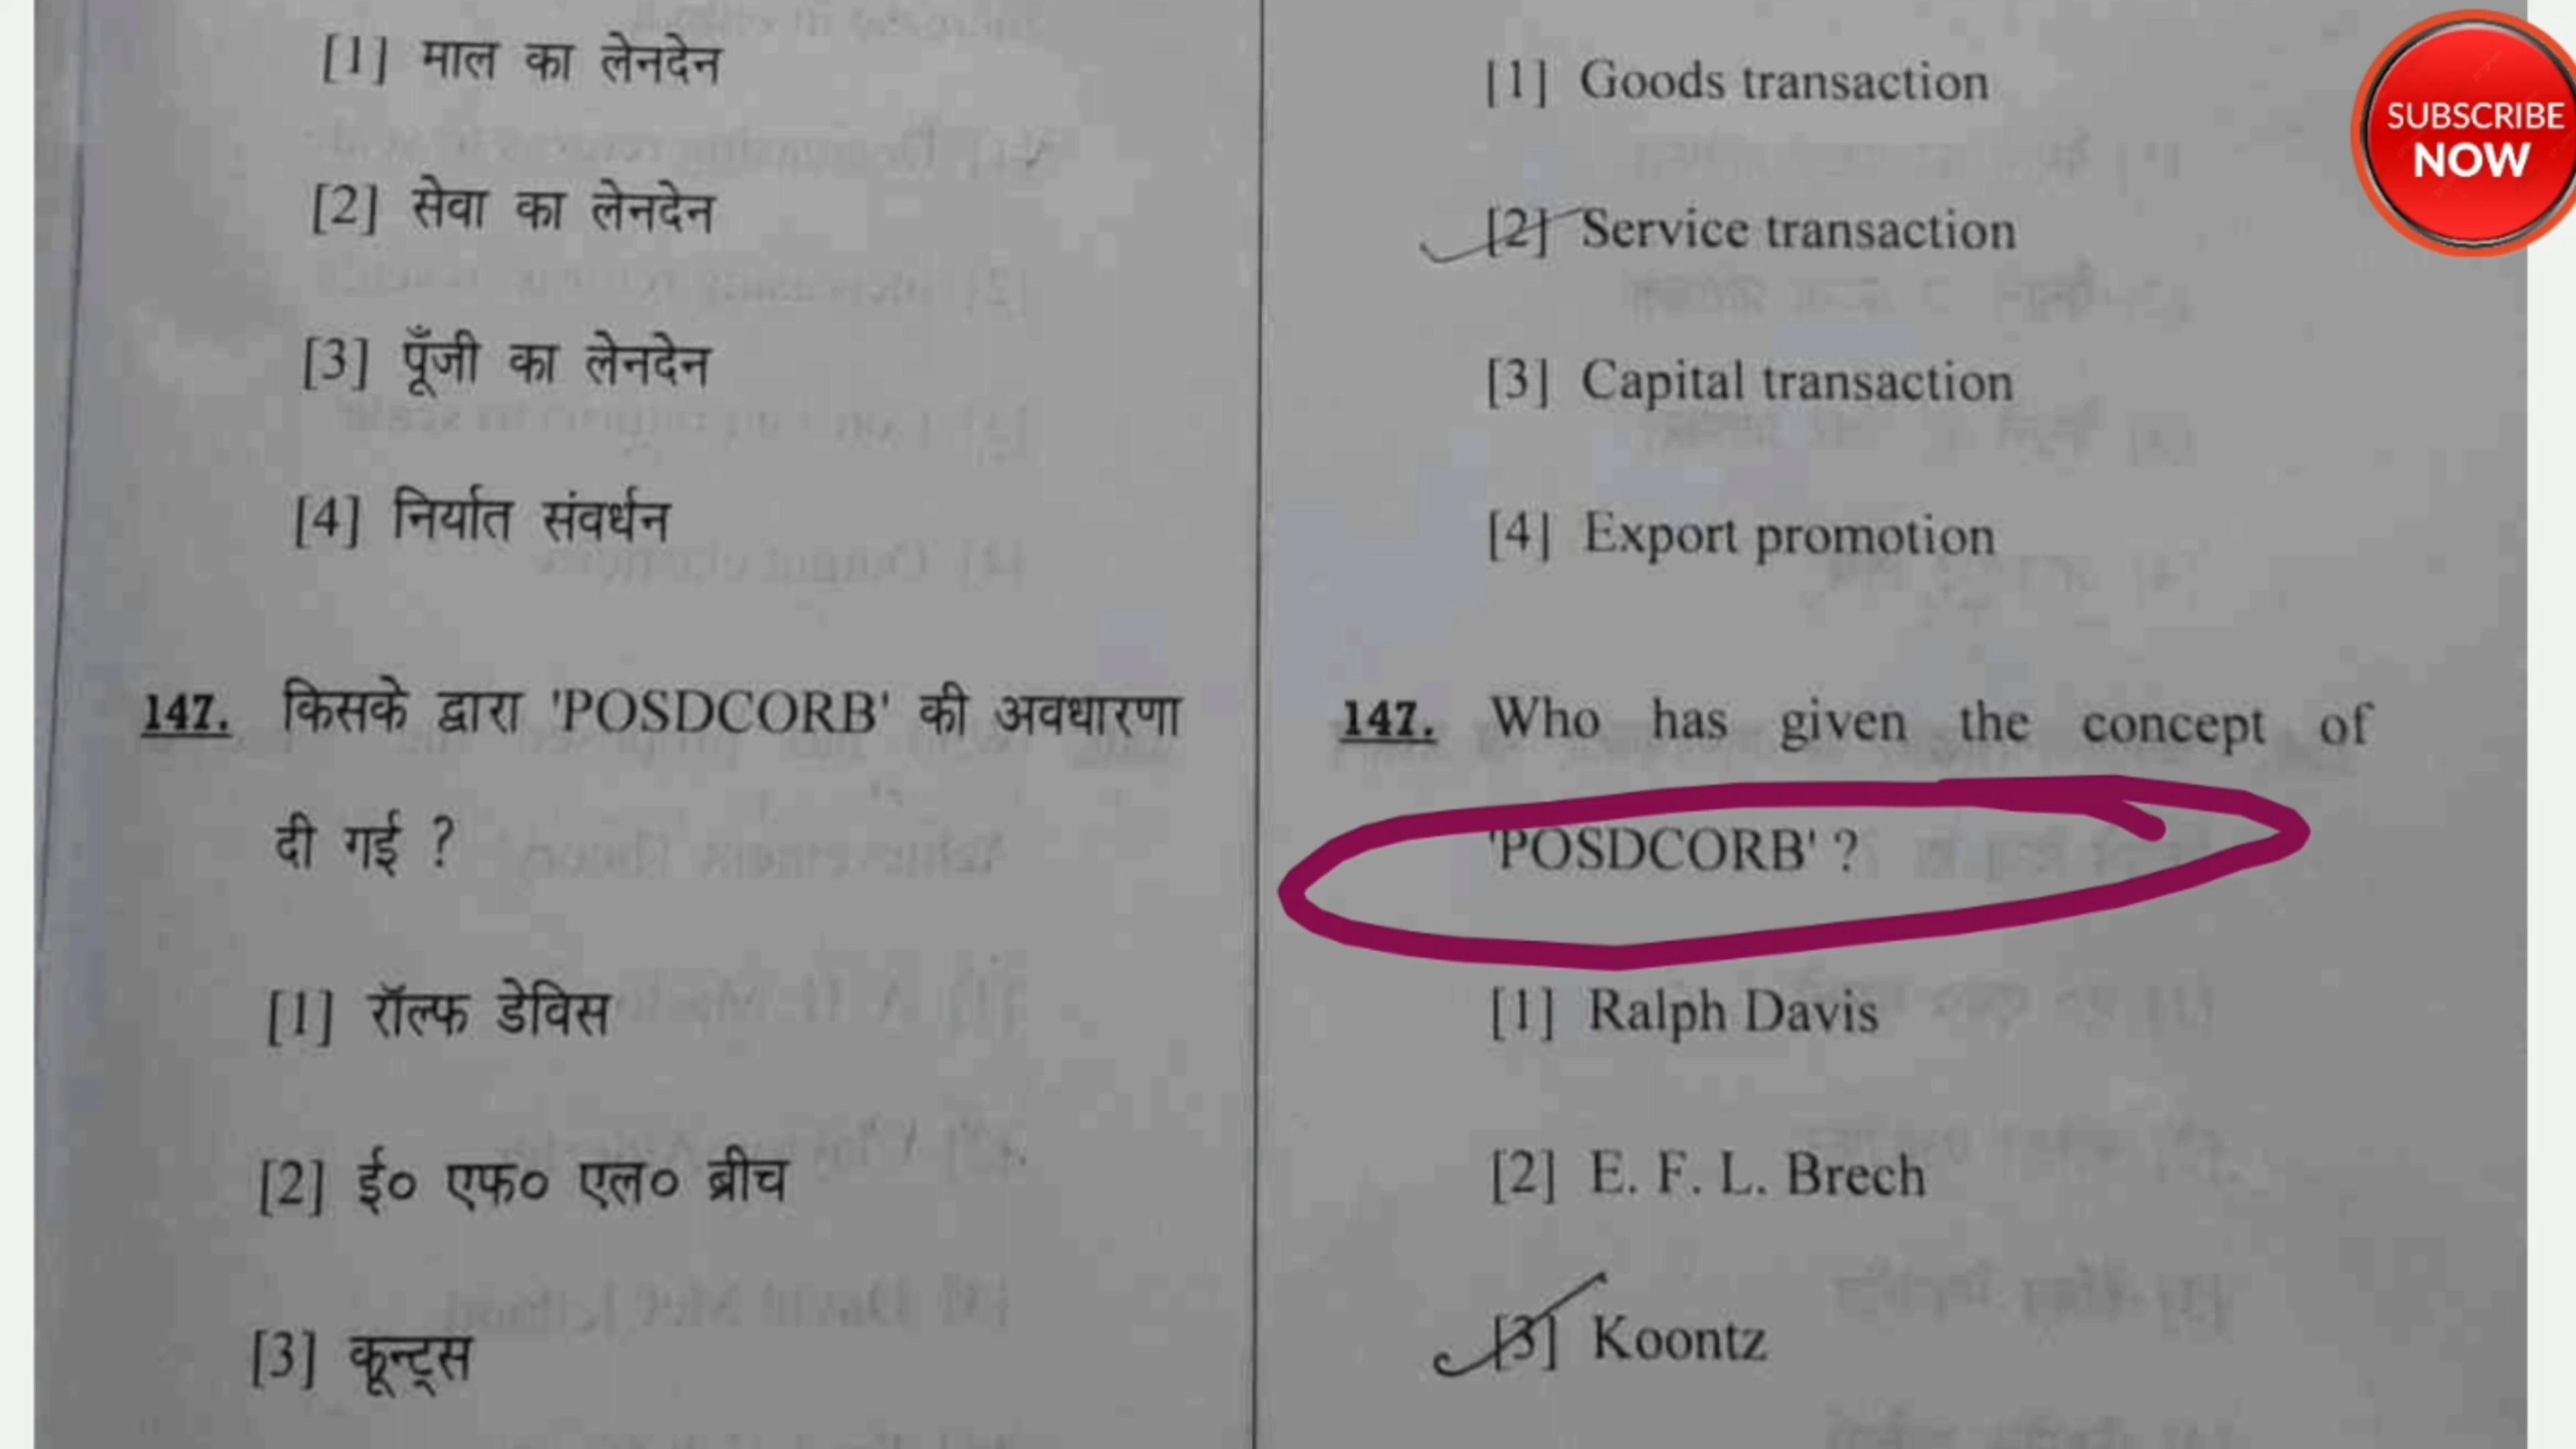 [1] माल का लेनदेन
[2] सेवा का लेनदेन
[3] पूँजी का लेनदेन
[4] निर्यात संवर्धन
147. किसके द्वारा 'POSDCORB' की अवधारणा
दी गई ?
[1] रॉल्फ डेविस
[2] ई० एफ० एल० ब्रीच
[3] कून्ट्स
[1] Goods transaction
[2] Service transaction
[3] Capital transaction
[4] Export promotion
147. Who has given the concept of
'POSDCORB' ?
[1] Ralph Davis
[2] E. F. L. Brech
[3] Koontz
SUBSCRIBE
NOW